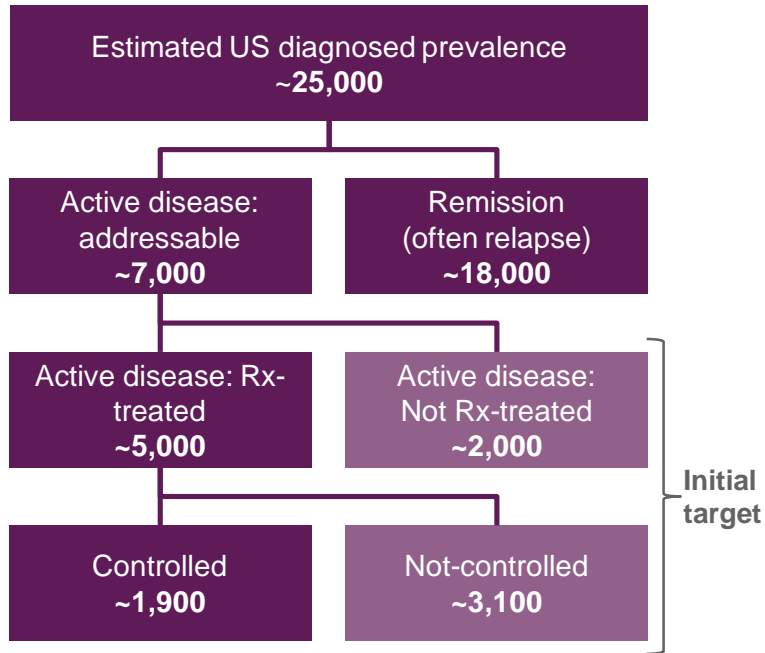 Estimated US diagnosed prevalence
~25,000
Active disease:
addressable
~7,000
Remission
(often relapse)
~18,000
Active disease: Rx-
treated
~5,000
Active disease:
Not Rx-treated
~2,000
Initial
target
Controlled
~1,900
Not-controlled
~3,100